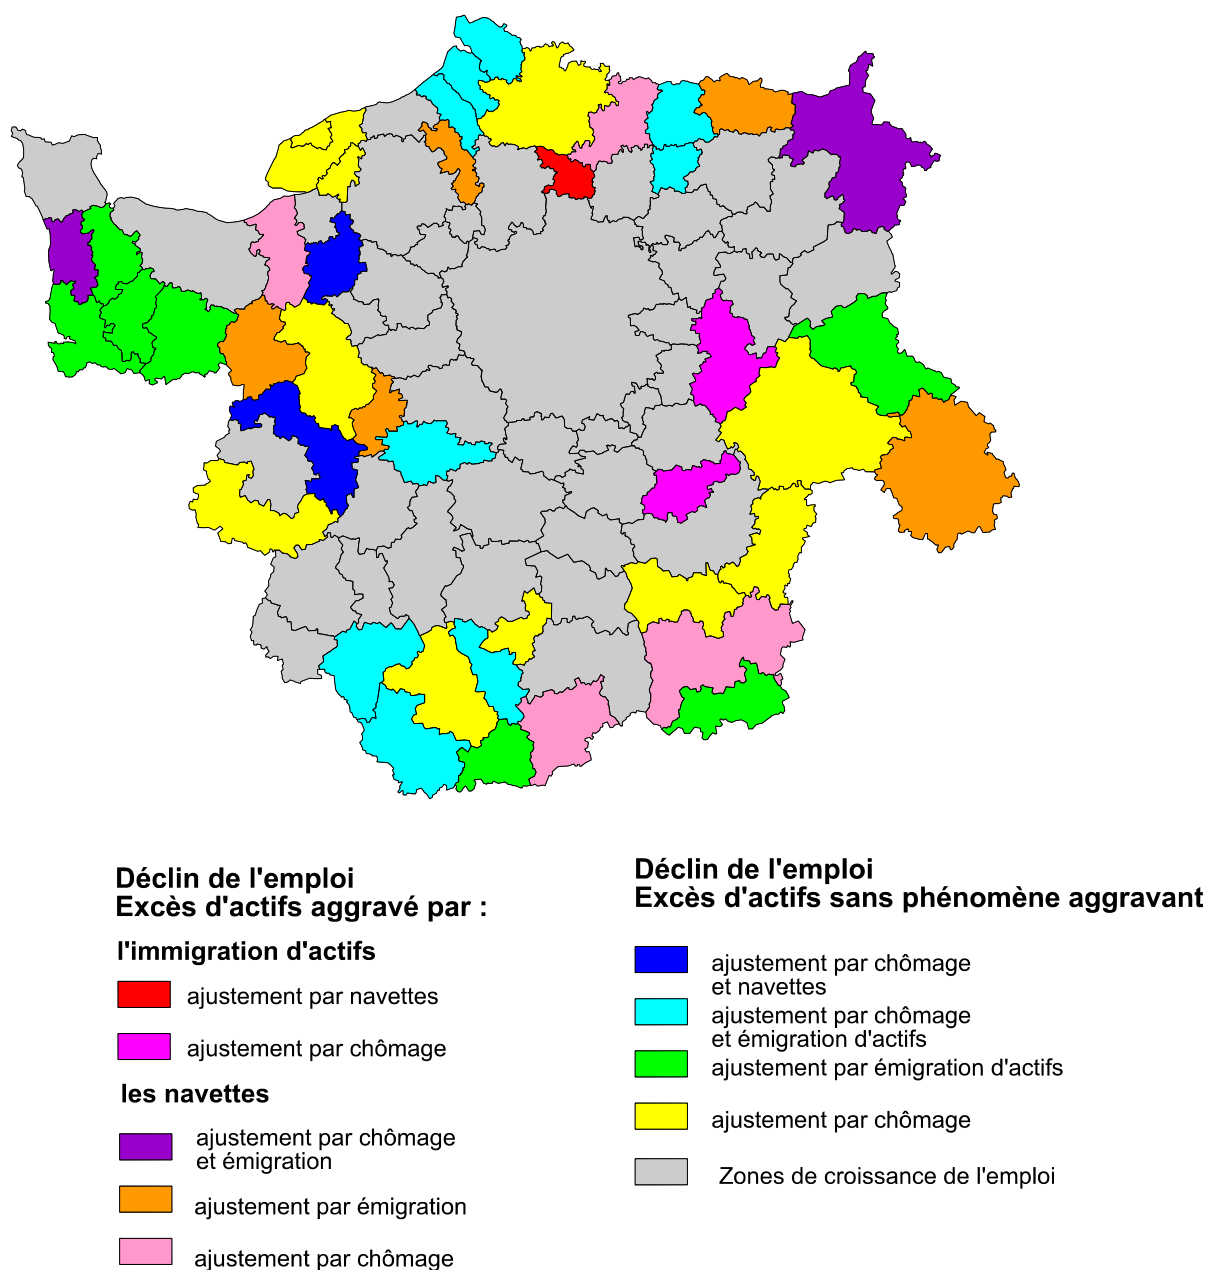 Déclin de l'emploi
Excès d'actifs aggravé par :
l'immigration d'actifs
ajustement par navettes
ajustement par chômage
les navettes
ajustement par chômage
et émigration
ajustement par émigration
ajustement par chômage
Déclin de l'emploi
Excès d'actifs sans phénomène aggravant
ajustement par chômage
et navettes
ajustement par chômage
et émigration d'actifs
ajustement par émigration d'actifs
ajustement par chômage
Zones de croissance de l'emploi